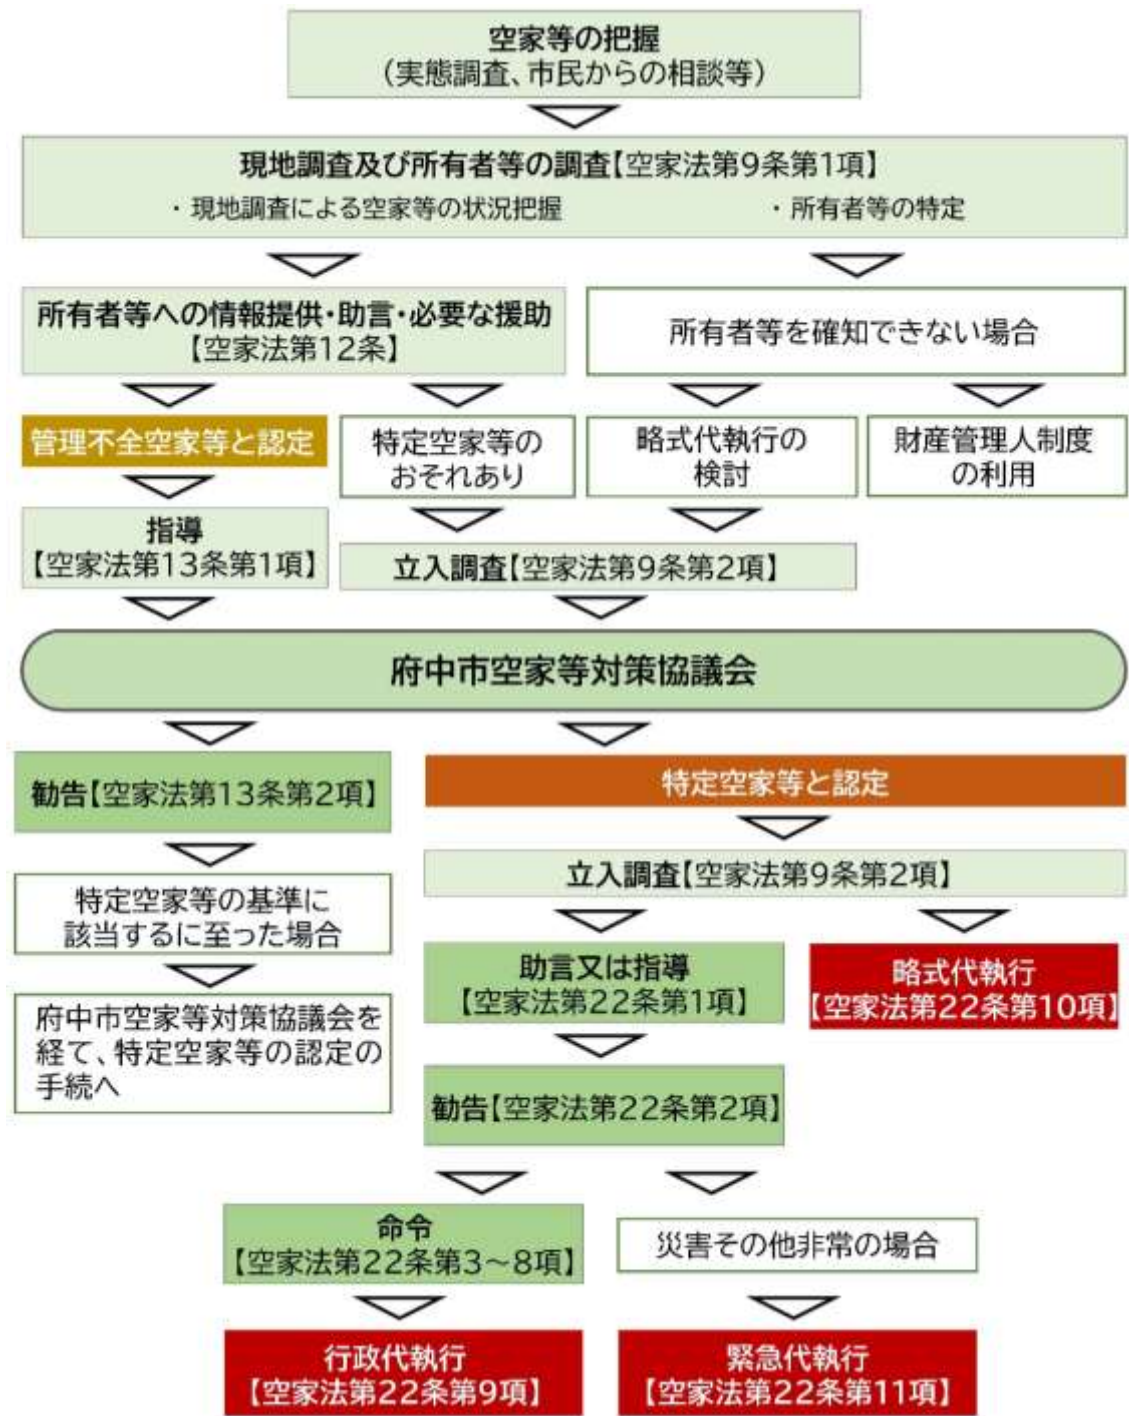 空家等の把握
（実態調査、市民からの相談等）
現地調査及び所有者等の調査【空家法第9条第1項】
・現地調査による空家等の状況把握
・所有者等の特定
所有者等への情報提供・助言・必要な援助
【空家法第12条】
所有者等を確知できない場合
管理不全空家等と認定
特定空家等の
おそれあり
略式代執行の
検討
財産管理人制度
の利用
指導
【空家法第13条第1項】
立入調査【空家法第9条第2項】
府中市空家等対策協議会
勧告【空家法第13条第2項】
特定空家等と認定
立入調査【空家法第9条第2項】
特定空家等の基準に
該当するに至った場合
助言又は指導
【空家法第22条第1項】
略式代執行
【空家法第22条第10項】
府中市空家等対策協議会を
経て、特定空家等の認定の
手続へ
勧告【空家法第22条第2項】
命令
【空家法第22条第3～8項】
災害その他非常の場合
行政代執行
【空家法第22条第9項】
緊急代執行
【空家法第22条第11項】